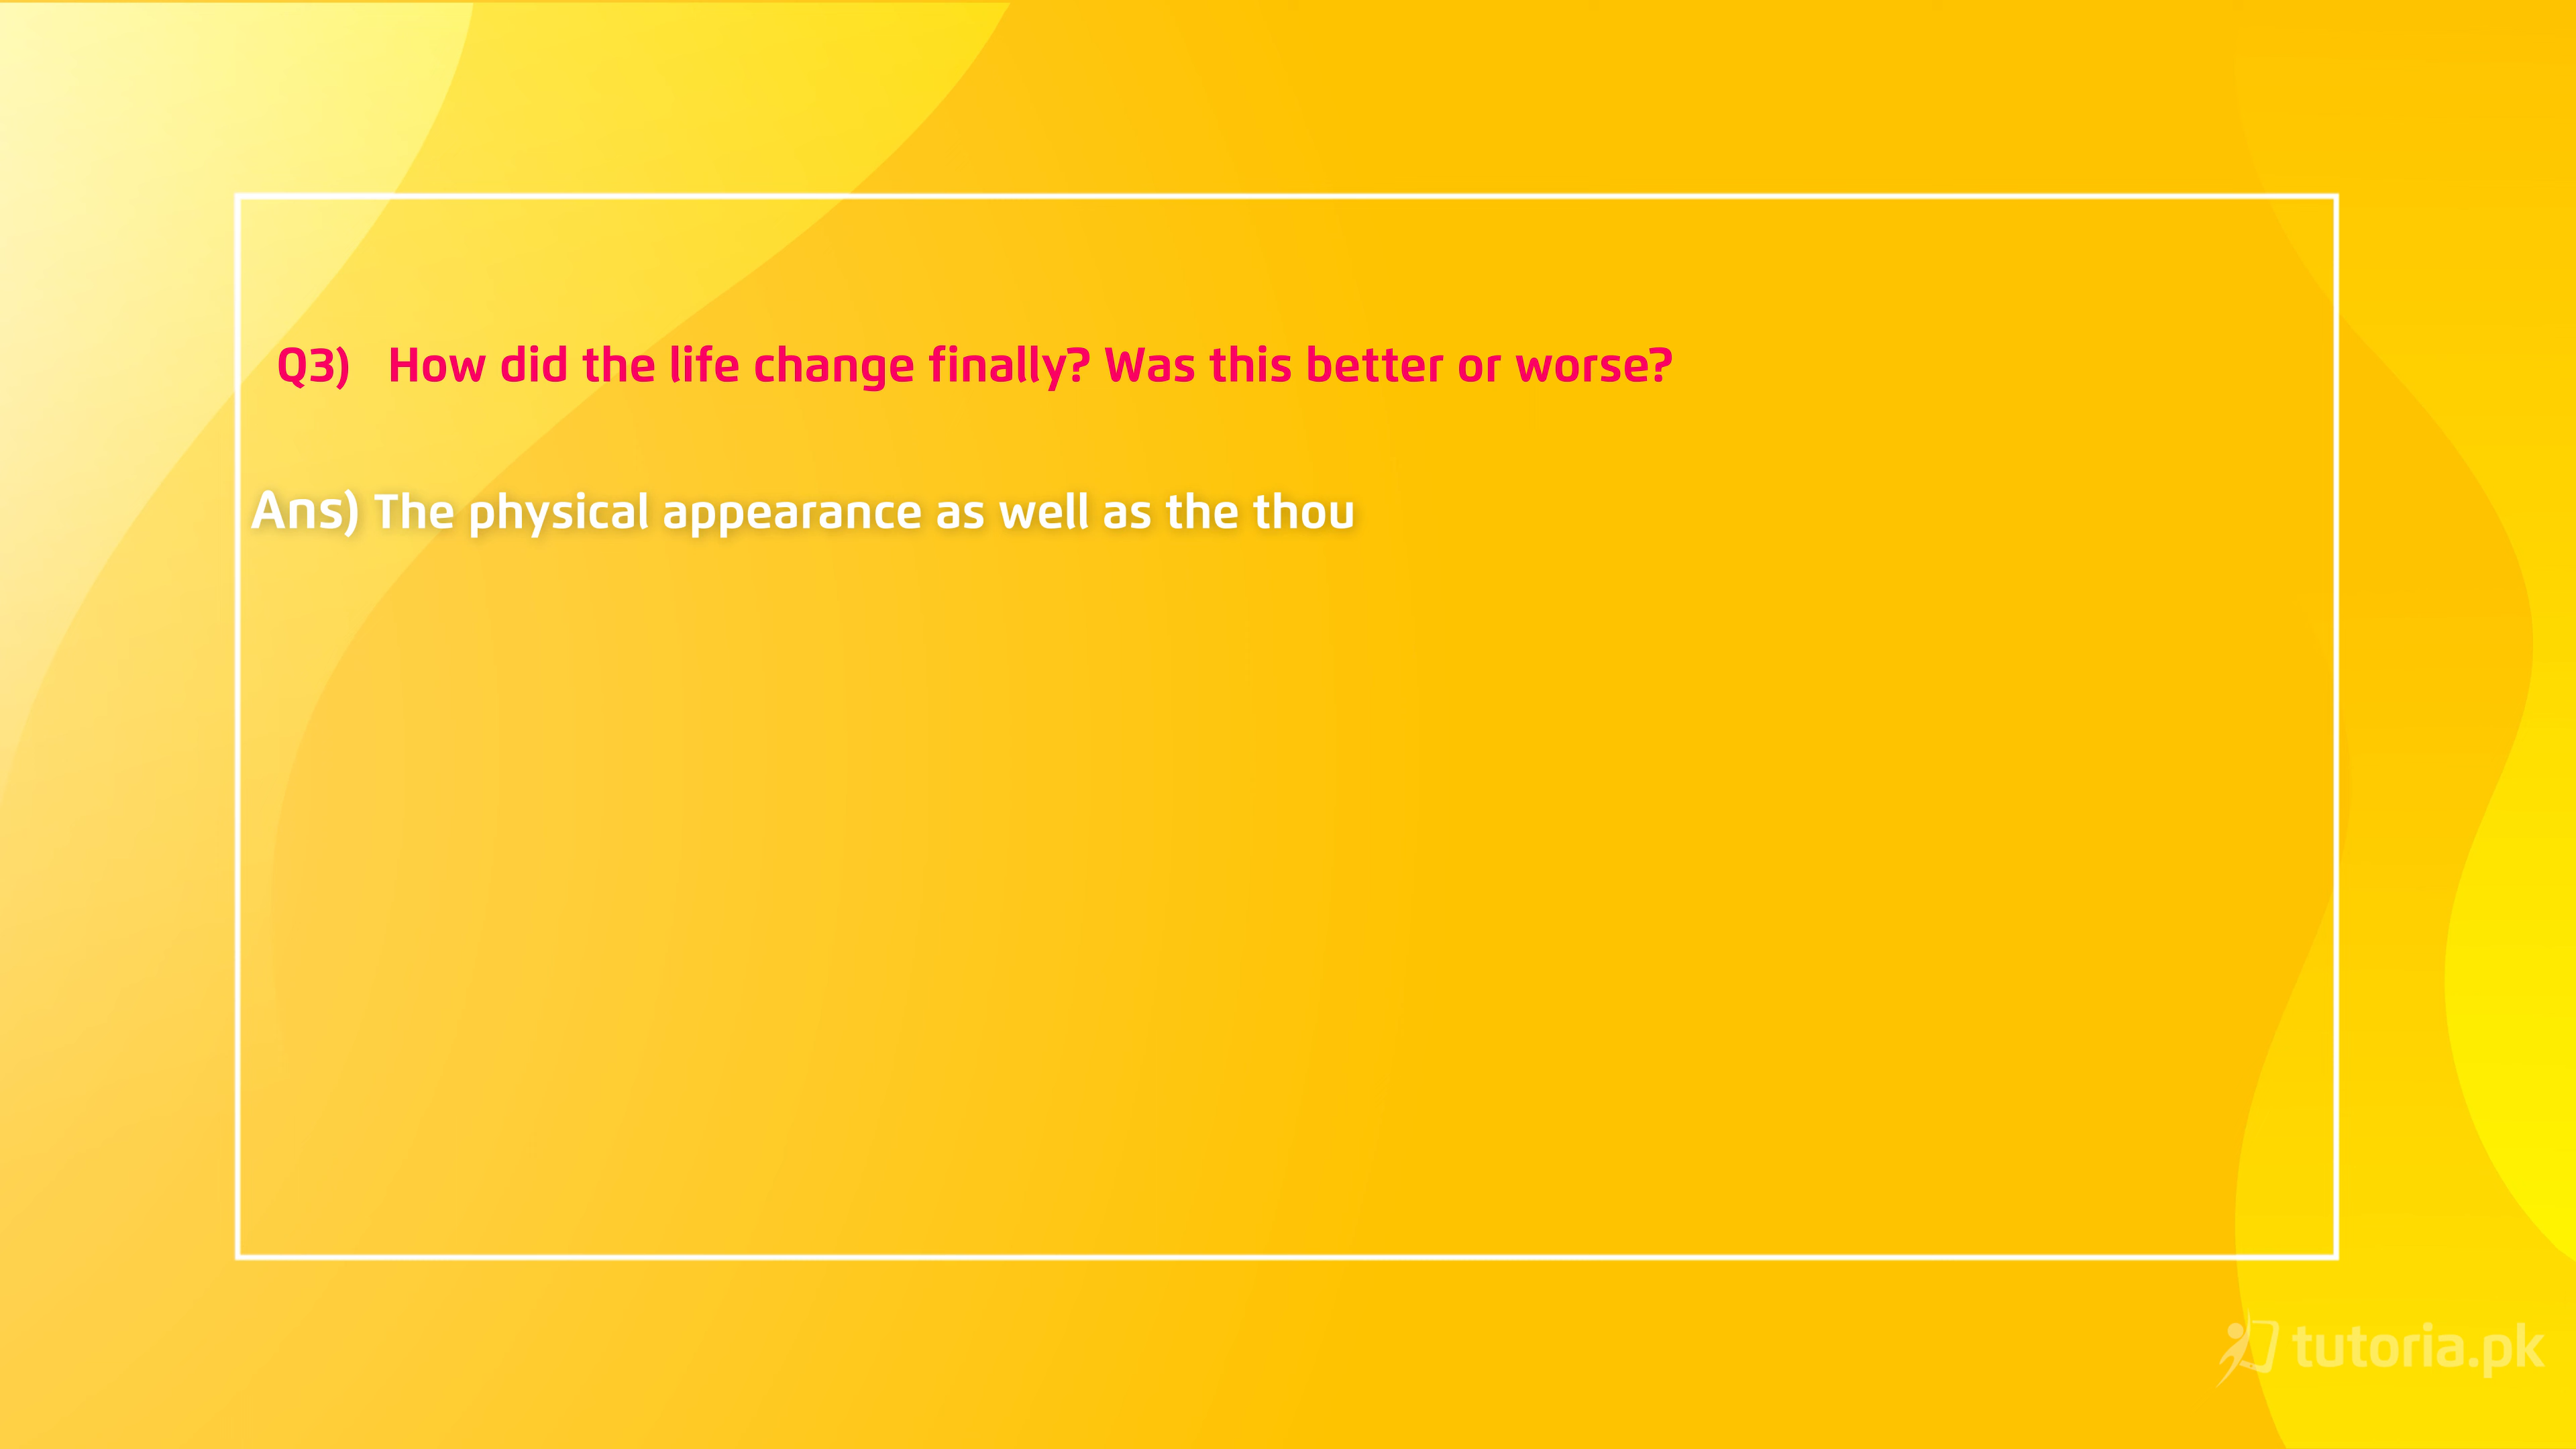 Q3) How did the life change finally? Was this better or worse?
Ans) The physical appearance as well as the thou
tutoria.pk